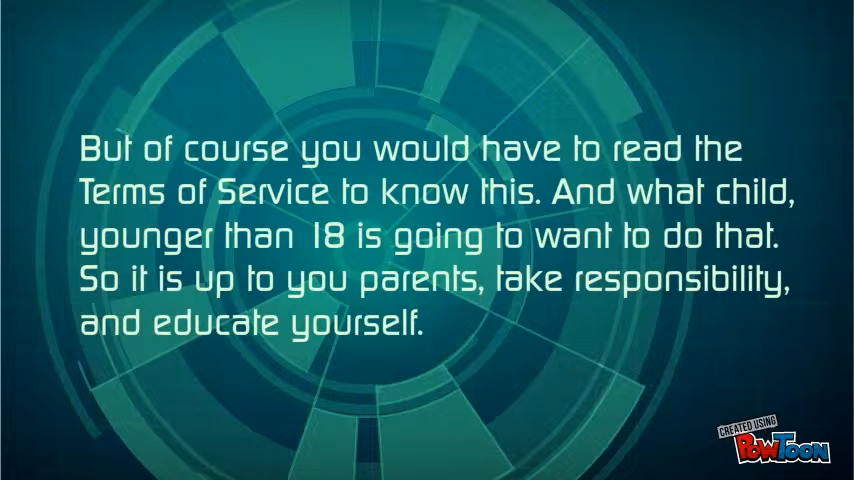 But of course you would have to read the
Terms of Service to know this. And what child,
younger than 18 is going to want to do that.
So it is up to you parents, take responsibility,
and educate yourself.
CREATED USING
POWTOON